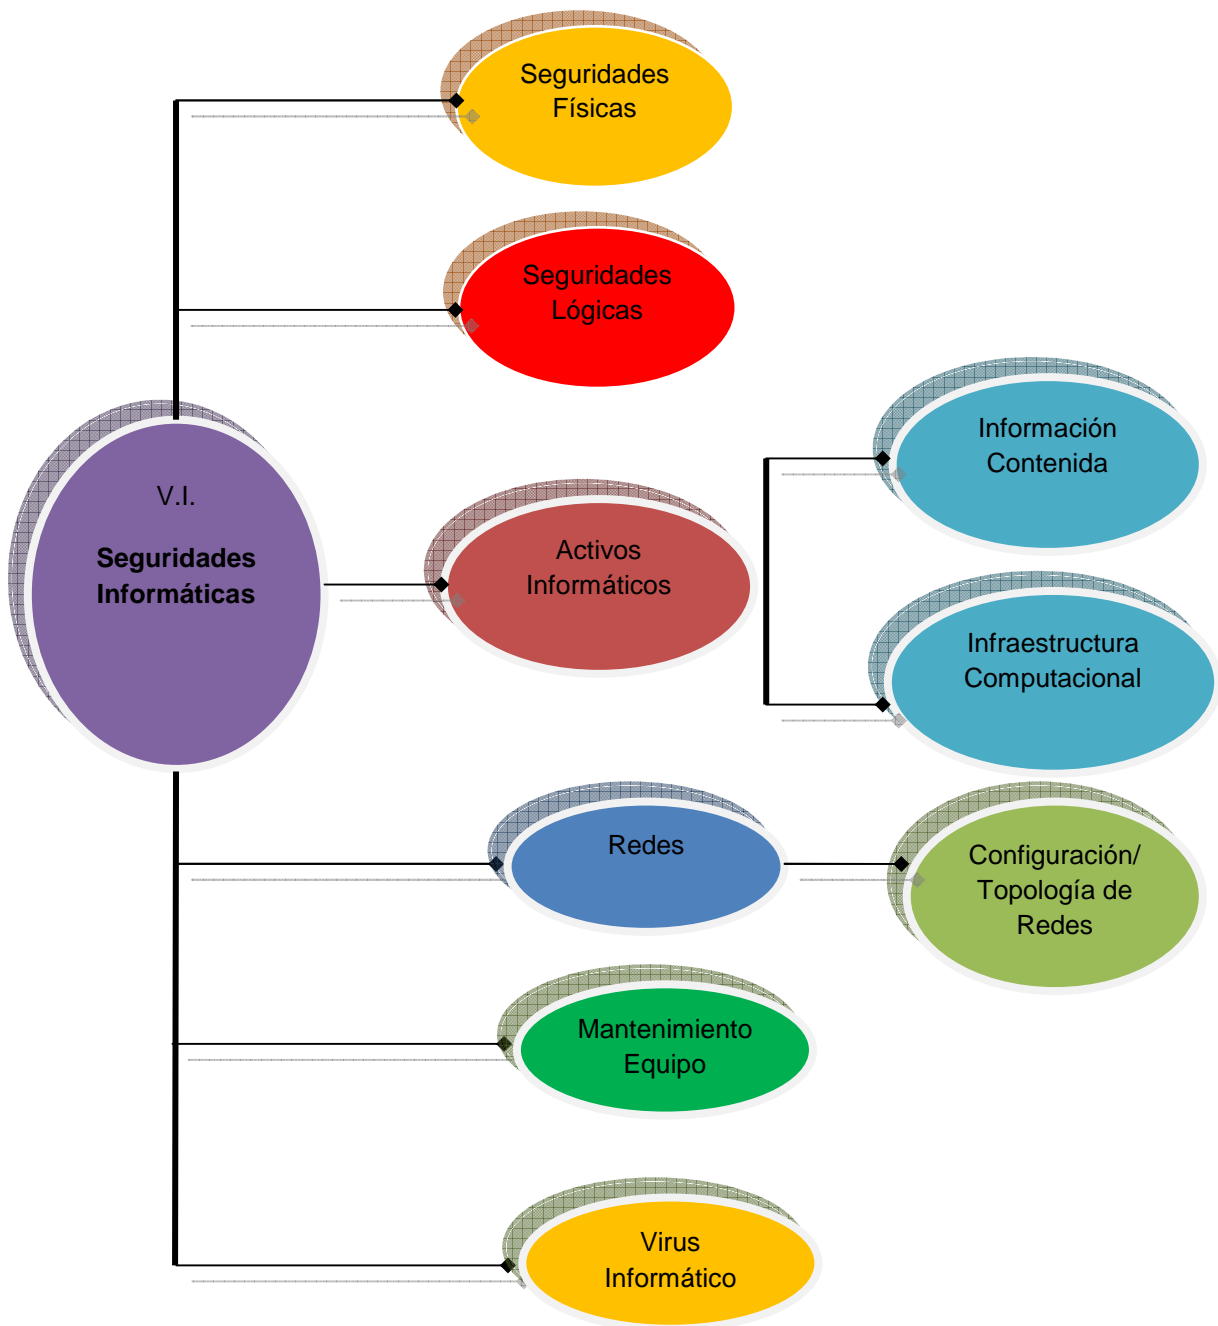 Seguridades
Físicas
Seguridades
Lógicas
V.I.
Seguridades
Informáticas
Activos
Informáticos
Información
Contenida
Infraestructura
Computacional
Redes
Configuración/
Topología de
Redes
Mantenimiento
Equipo
Virus
Informático